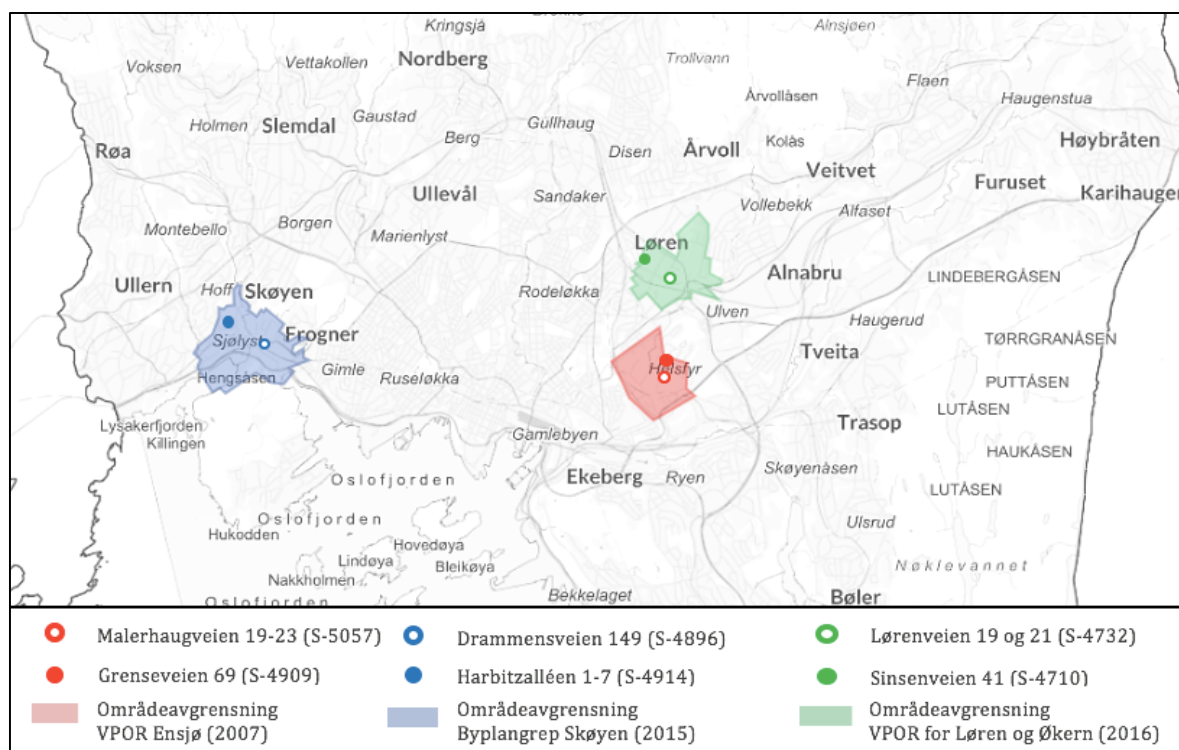 Kringsjå
Ainsjøen
Voksen
Vettakollen
Nordberg
Trollvann
Flaen
Årvollåsen
Haugenstua
Holmen
Slemdal
Gaustad
Berg
Gullhaug
Disen
Årvoll
Kolås
Høybråten
Røa
Veitvet
Ullevål
Sandaker
Furuset
Karihaugen
Borgen
Vollebekk
Alfaset
Montebello
Marienlyst
Løren
Alnabru
LINDEBERGÅSEN
Ullern
Hoff
Skøyen
Rodeløkka
Ulven
Haugerud
Sjølyst
Frogner
TØRRGRANÅSEN
Tveita
Hengsåsen
Gimle
Ruseløkka
Helsfyr
PUTTÅSEN
LUTÅSEN
Lysakerfjorden
Killingen
Gamlebyen
Trasop
HAUKÅSEN
Oslofjorden
Ekeberg
Ryen
Skøyenåsen
LUTÅSEN
Oslofjorden
Hukodden
Ulsrud
Hovedøya
Lindøya
Bleikøya
Nøklevannet
Nakkholmen
Oslofjorden
Bekkelaget
Bøler
Malerhaugveien 19-23 (S-5057)
Drammensveien 149 (S-4896)
Lørenveien 19 og 21 (S-4732)
Grenseveien 69 (S-4909)
Harbitzalléen 1-7 (S-4914)
Sinsenveien 41 (S-4710)
Områdeavgrensning
VPOR Ensjø (2007)
Områdeavgrensning
Byplangrep Skøyen (2015)
Områdeavgrensning
VPOR for Løren og Økern (2016)